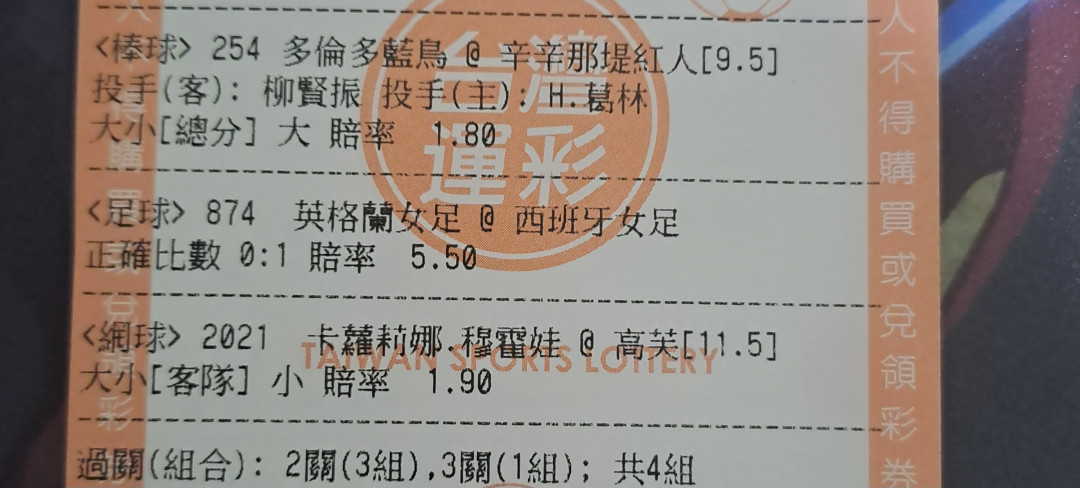 <棒球> 254 多倫多藍鳥 @ 辛辛那堤紅人[9.5]
投手(客): 柳賢振 投手(主): H.葛林
大小[總分] 大 賠率 1.80
<足球> 874 英格蘭女足 @ 西班牙女足
正確比數 0:1 賠率 5.50
<網球> 2021 卡蘿莉娜.穆霍娃 @ 高芙[11.5]
大小[客隊] 小 賠率 1.90
過關(組合): 2關(3組),3關(1組); 共4組
台灣
運彩
TAIWAN SPORTS LOTTERY
人不得購買或兌領彩券